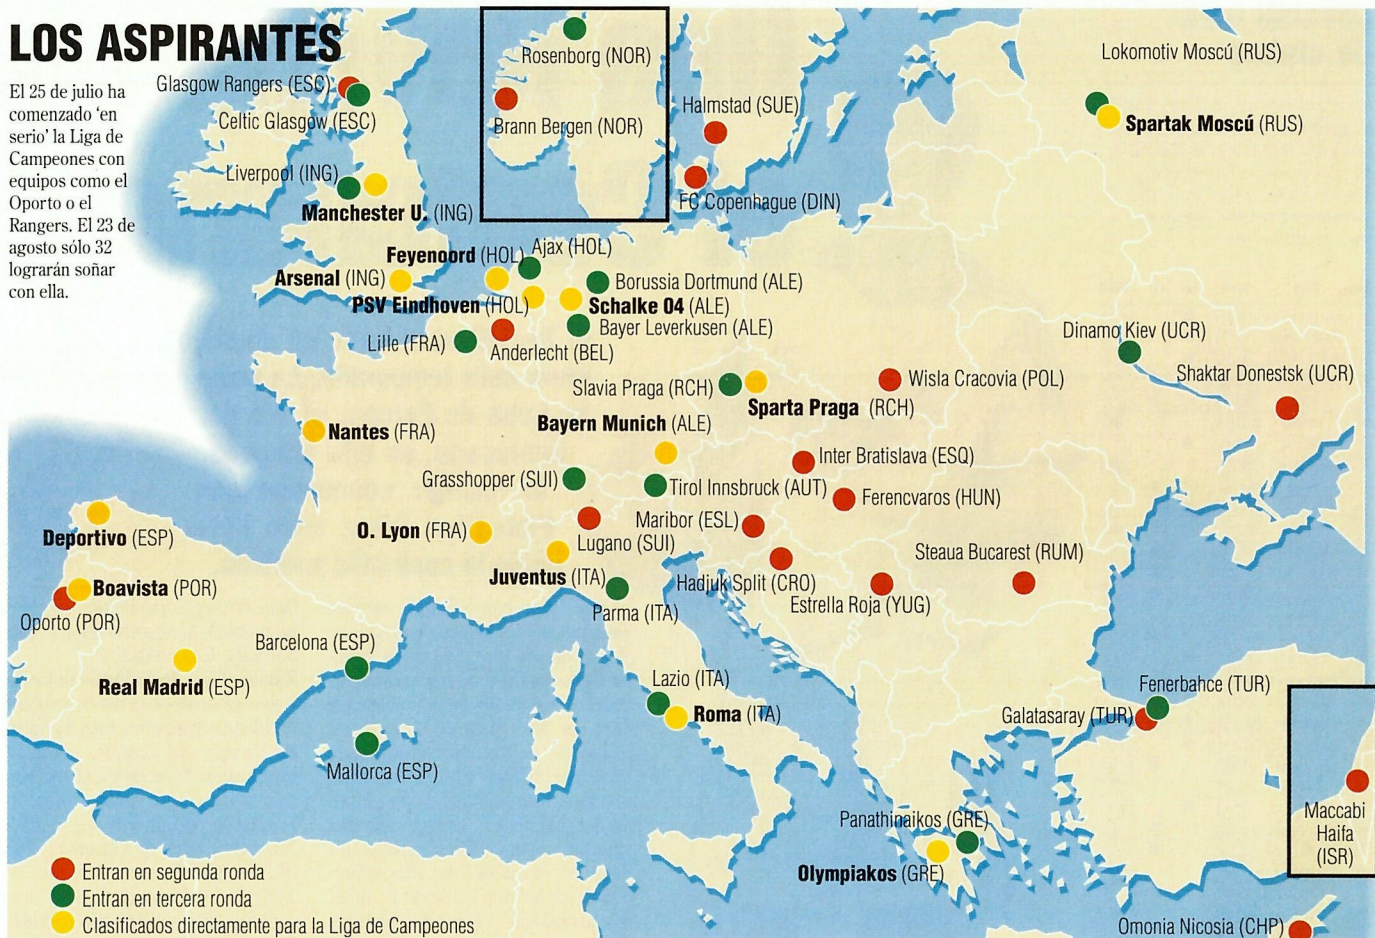 LOS ASPIRANTES
El 25 de julio ha
comenzado 'en
serio' la Liga de
Campeones con
equipos como el
Oporto o el
Rangers. El 23 de
agosto sólo 32
lograrán soñar
con ella.
Glasgow Rangers (ESC)
Celtic Glasgow (ESC)
Liverpool (ING)
Manchester U. (ING)
Arsenal (ING)
Rosenborg (NOR)
Brann Bergen (NOR)
Halmstad (SUE)
FC Copenhague (DIN)
Lokomotiv Moscú (RUS)
Spartak Moscú (RUS)
Feyenoord (HOL)
Ajax (HOL)
PSV Eindhoven (HOL)
Borussia Dortmund (ALE)
Schalke 04 (ALE)
Bayer Leverkusen (ALE)
Lille (FRA)
Anderlecht (BEL)
Dinamo Kiev (UCR)
Shaktar Donestsk (UCR)
Slavia Praga (RCH)
Sparta Praga (RCH)
Wisla Cracovia (POL)
Nantes (FRA)
Bayern Munich (ALE)
Inter Bratislava (ESQ)
Grasshopper (SUI)
Tirol Innsbruck (AUT)
Ferencvaros (HUN)
Deportivo (ESP)
O. Lyon (FRA)
Lugano (SUI)
Maribor (ESL)
Juventus (ITA)
Hadjuk Split (CRO)
Steaua Bucarest (RUM)
Boavista (POR)
Oporto (POR)
Parma (ITA)
Estrella Roja (YUG)
Barcelona (ESP)
Real Madrid (ESP)
Lazio (ITA)
Roma (ITA)
Fenerbahce (TUR)
Galatasaray (TUR)
Mallorca (ESP)
Panathinaikos (GRE)
Olympiakos (GRE)
Maccabi
Haifa
(ISR)
Omonia Nicosia (CHP)
Entran en segunda ronda
Entran en tercera ronda
Clasificados directamente para la Liga de Campeones